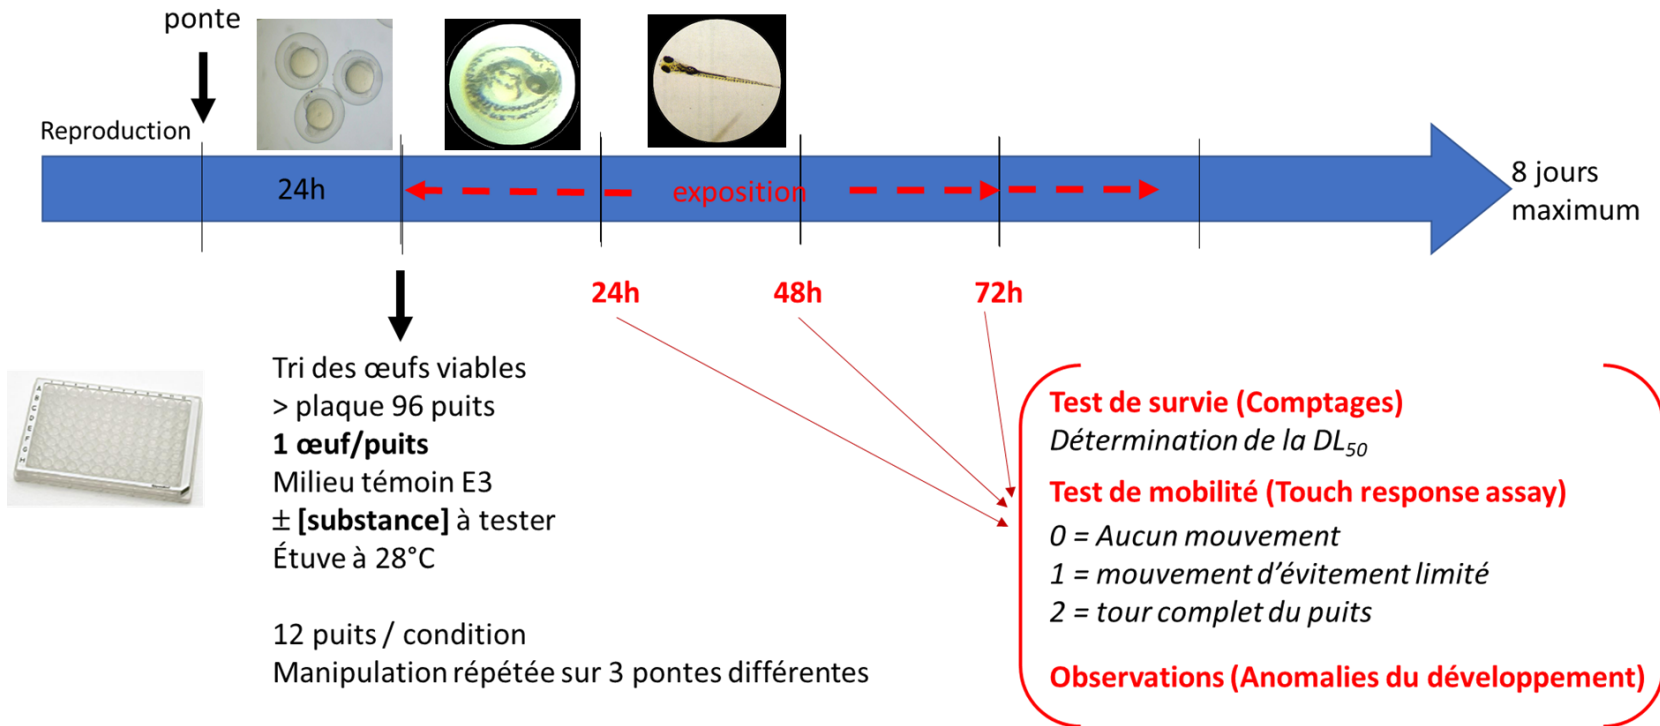 ponte
Reproduction
24h
exposition
8 jours
maximum
24h
48h
72h
Tri des œufs viables
> plaque 96 puits
1 œuf/puits
Milieu témoin E3
± [substance] à tester
Étuve à 28°C
12 puits / condition
Manipulation répétée sur 3 pontes différentes
Test de survie (Comptages)
Détermination de la DL50
Test de mobilité (Touch response assay)
0 = Aucun mouvement
1 = mouvement d’évitement limité
2 = tour complet du puits
Observations (Anomalies du développement)